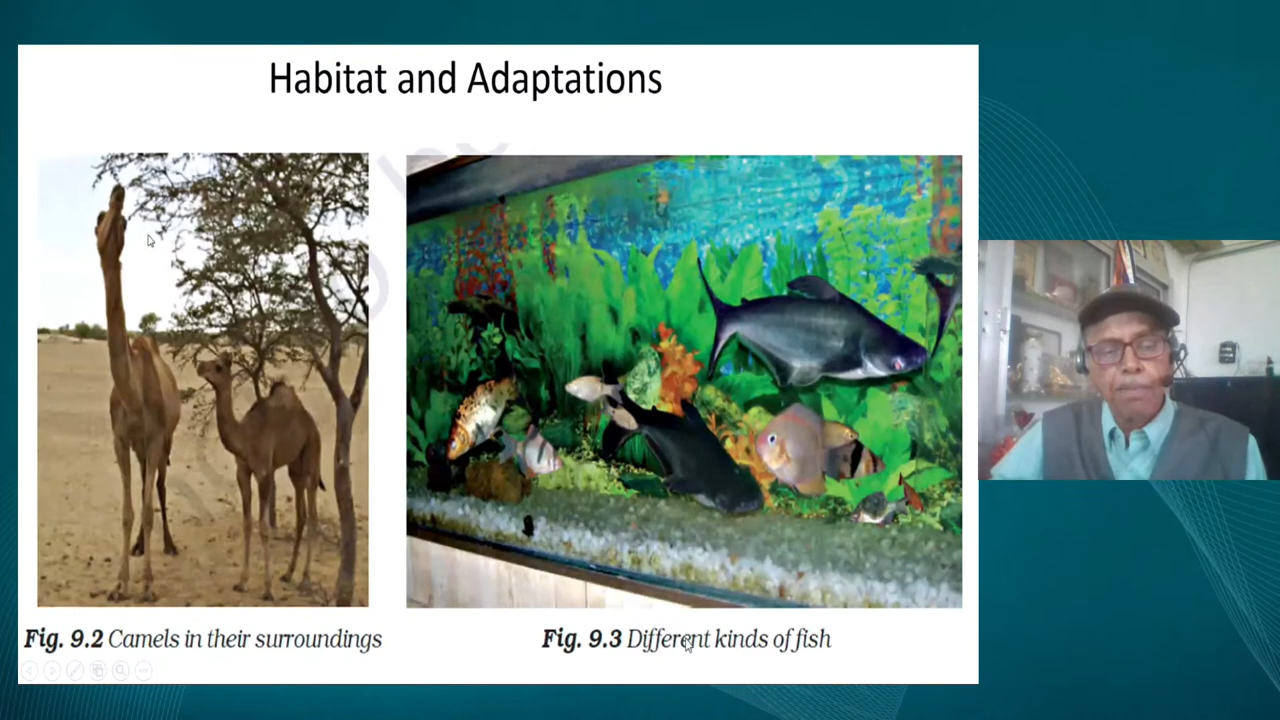 Habitat and Adaptations
Fig. 9.2 Camels in their surroundings
Fig. 9.3 Different kinds of fish